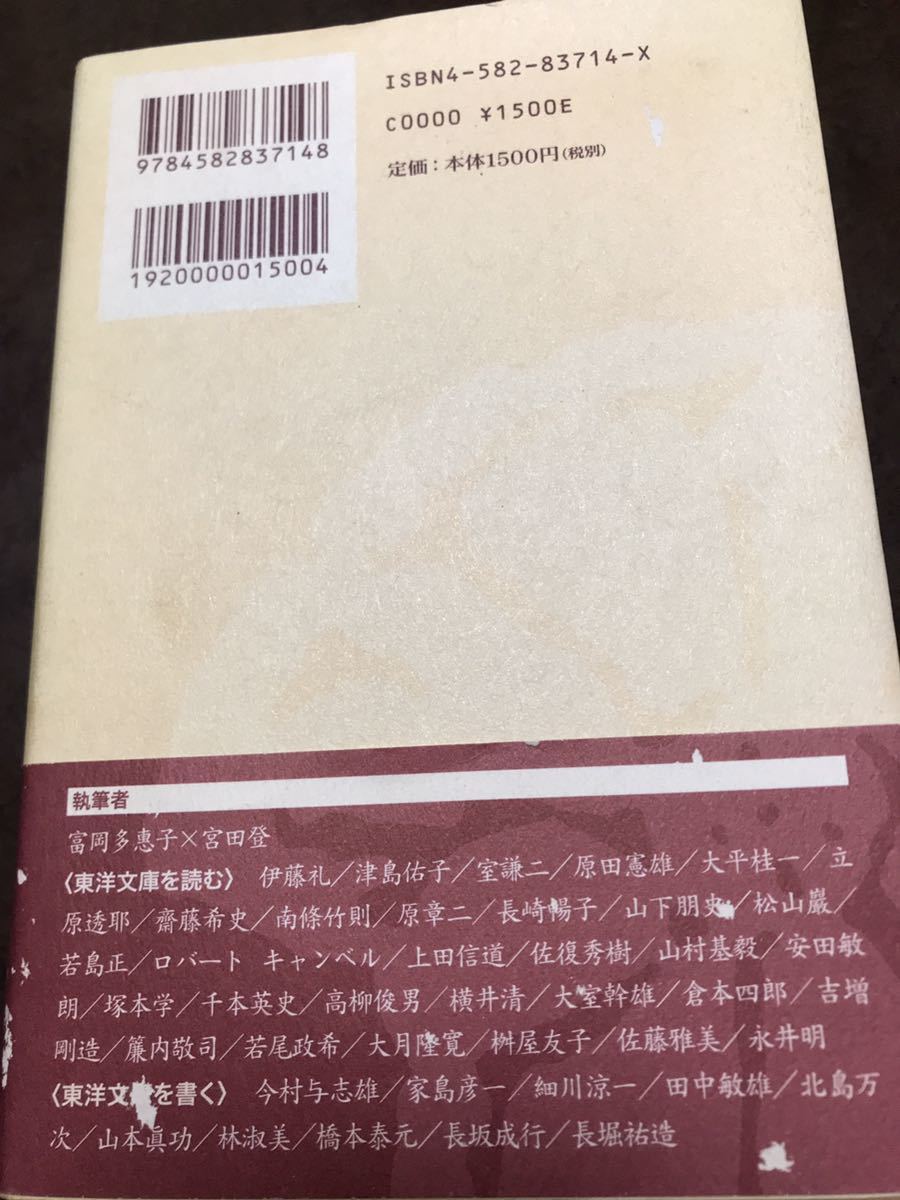 ISBN4-582-83714-X
C0000 ¥1500E
定価：本体1500円（税別）
9784582837148
1920000015004
執筆者
富岡多惠子×宮田登
〈東洋文庫を読む〉 伊藤礼／津島佑子／室謙二／原田憲雄／大平桂一／立
原透耶／齋藤希史／南條竹則／原章二／長崎暢子／山下朋史／松山巖／
若島正／ロバート キャンベル／上田信道／佐復秀樹／山村基毅／安田敏
朗／塚本学／千本英史／高柳俊男／横井清／大室幹雄／倉本四郎／吉増
剛造／簾内敬司／若尾政希／大月隆寛／桝屋友子／佐藤雅美／永井明
〈東洋文庫を書く〉 今村与志雄／家島彦一／細川涼一／田中敏雄／北島万
次／山本眞功／林淑美／橋本泰元／長坂成行／長堀祐造